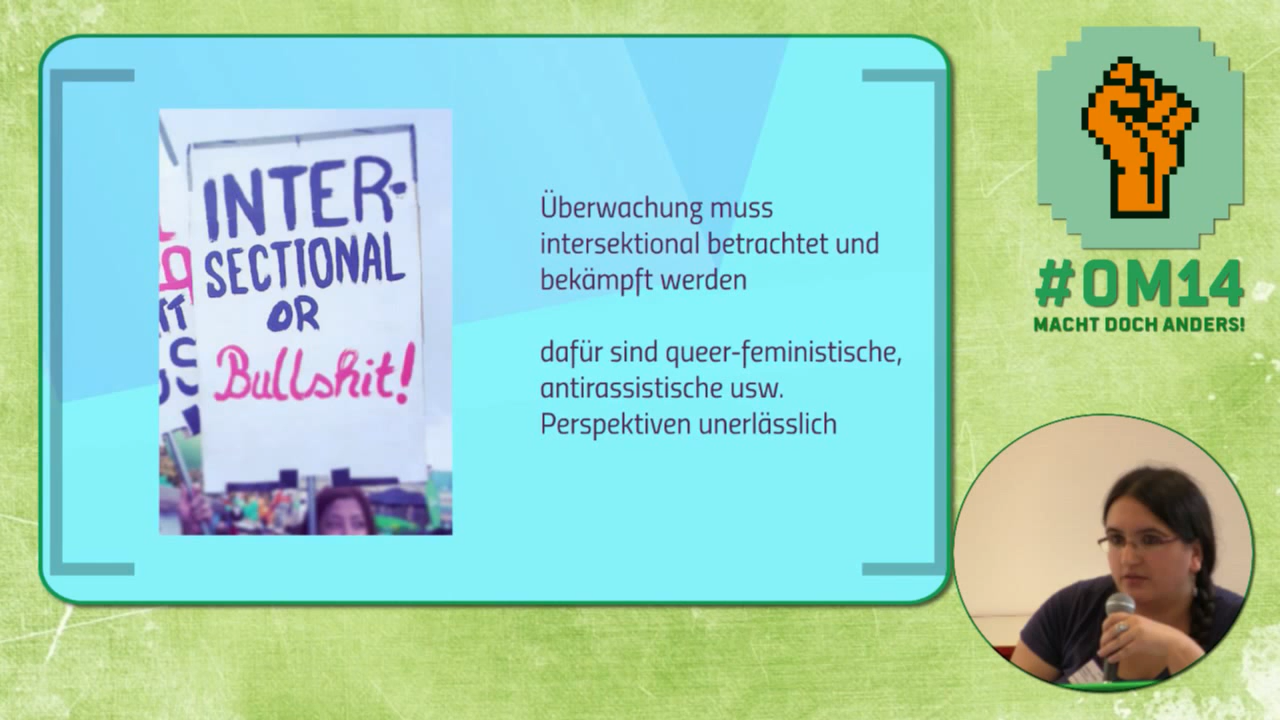 INTER-
SECTIONAL
OR
Bullshit!
Überwachung muss
intersektional betrachtet und
bekämpft werden
dafür sind queer-feministische,
antirassistische usw.
Perspektiven unerlässlich
#OM14
MACHT DOCH ANDERS!